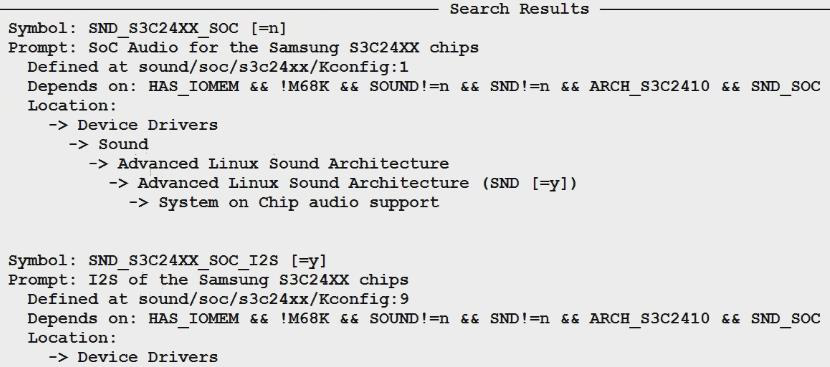 Search Results
Symbol: SND_S3C24XX_SOC [=n]
Prompt: SoC Audio for the Samsung S3C24XX chips
Defined at sound/soc/s3c24xx/Kconfig:1
Depends on: HAS_IOMEM && !M68K && SOUND!=n && SND!=n && ARCH_S3C2410 && SND_SOC
Location:
-> Device Drivers
-> Sound
-> Advanced Linux Sound Architecture
-> Advanced Linux Sound Architecture (SND [=y])
-> System on Chip audio support
Symbol: SND_S3C24XX_SOC_I2S [=y]
Prompt: I2S of the Samsung S3C24XX chips
Defined at sound/soc/s3c24xx/Kconfig:9
Depends on: HAS_IOMEM && !M68K && SOUND!=n && SND!=n && ARCH_S3C2410 && SND_SOC
Location:
-> Device Drivers